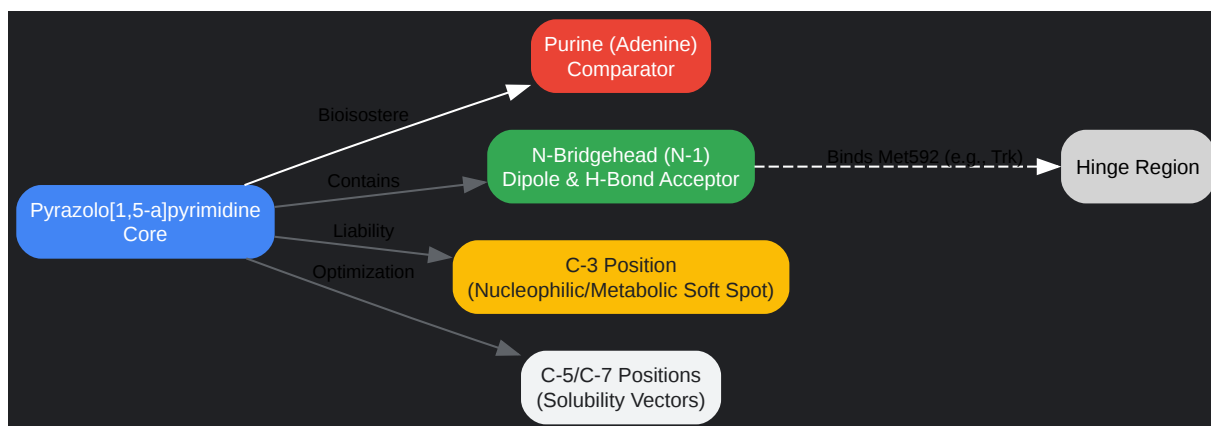 Purine (Adenine)
Comparator
Bioisostere
N-Bridgehead (N-1)
Dipole & H-Bond Acceptor
Binds Met592 (e.g., Trk)
Hinge Region
Contains
Pyrazolo[1,5-a]pyrimidine
Core
Liability
C-3 Position
(Nucleophilic/Metabolic Soft Spot)
Optimization
C-5/C-7 Positions
(Solubility Vectors)